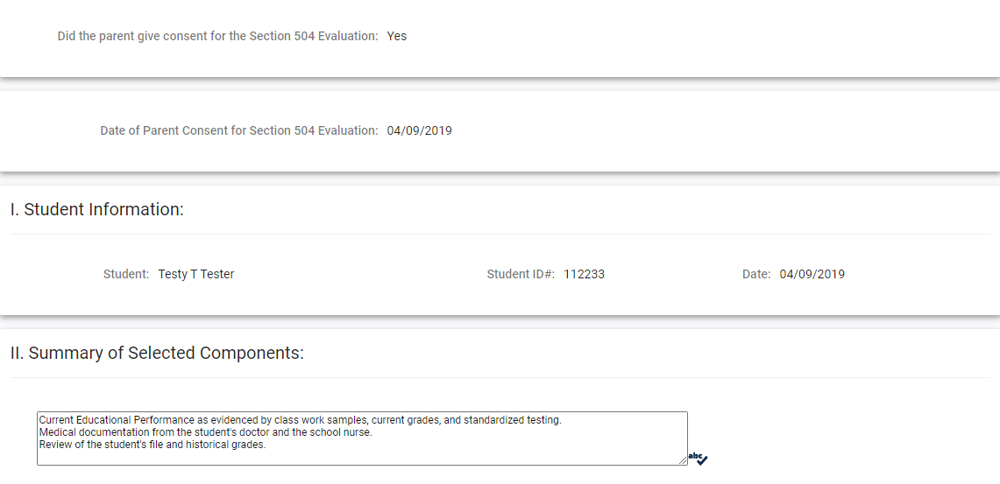 Did the parent give consent for the Section 504 Evaluation: Yes
Date of Parent Consent for Section 504 Evaluation: 04/09/2019
I. Student Information:
Student: Testy T Tester Student ID#: 112233 Date: 04/09/2019
II. Summary of Selected Components:
Current Educational Performance as evidenced by class work samples, current grades, and standardized testing.
Medical documentation from the student's doctor and the school nurse.
Review of the student's file and historical grades.
abc